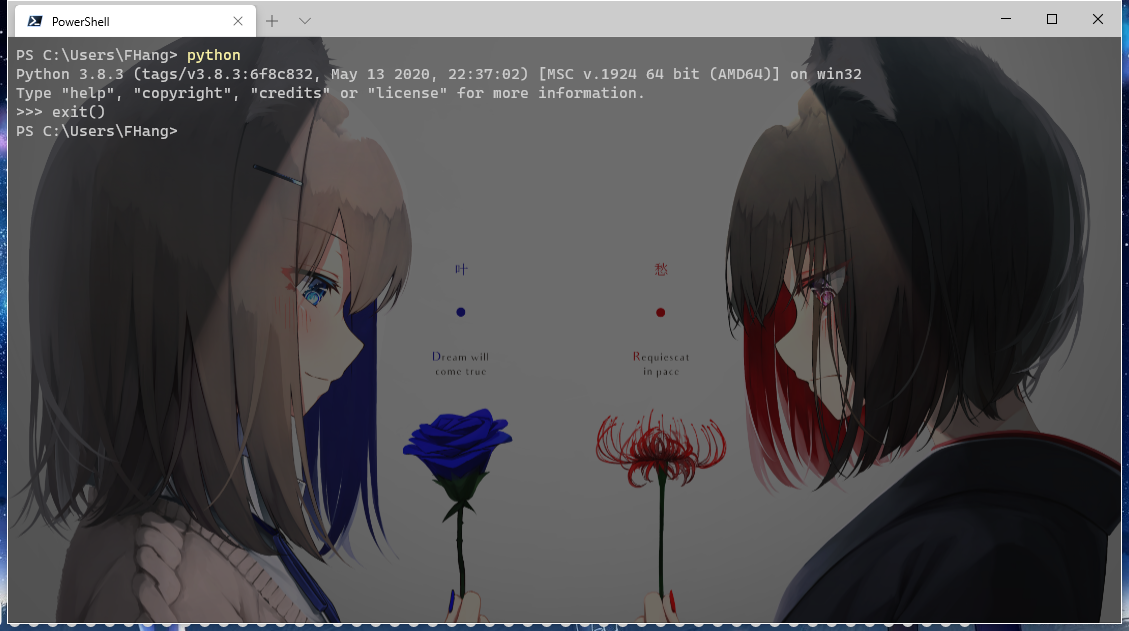 PowerShell
PS C:\Users\FHang> python
Python 3.8.3 (tags/v3.8.3:6f8c832, May 13 2020, 22:37:02) [MSC v.1924 64 bit (AMD64)] on win32
Type "help", "copyright", "credits" or "license" for more information.
>>> exit()
PS C:\Users\FHang>
叶
Dream will
come true
愁
Requiescat
in pace